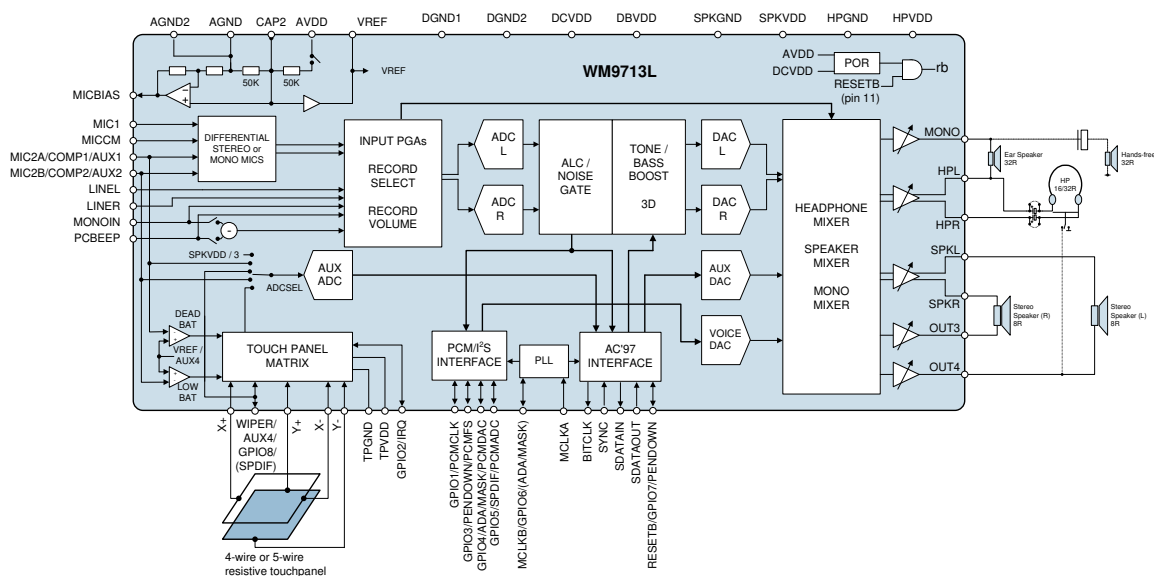 AGND2
AGND
CAP2
AVDD
VREF
DGND1
DGND2
DCVDD
DBVDD
SPKGND
SPKVDD
HPGND
HPVDD
WM9713L
50K
50K
VREF
AVDD
DCVDD
POR
RESETB
(pin 11)
rb
MICBIAS
MIC1
MICCM
MIC2A/COMP1/AUX1
MIC2B/COMP2/AUX2
LINEL
LINER
MONOIN
PCBEEP
DIFFERENTIAL
STEREO or
MONO MICS
INPUT PGAs
RECORD
SELECT
RECORD
VOLUME
ADC
L
ADC
R
ALC /
NOISE
GATE
TONE /
BASS
BOOST
3D
DAC
L
DAC
R
HEADPHONE
MIXER
SPEAKER
MIXER
MONO
MIXER
MONO
HPL
HPR
SPKL
SPKR
OUT3
OUT4
Ear Speaker
32R
Hands-free
32R
HP
16/32R
Stereo
Speaker (R)
8R
Stereo
Speaker (L)
8R
SPKVDD / 3
ADCSEL
AUX
ADC
AUX
DAC
VOICE
DAC
DEAD
BAT
VREF /
AUX4
LOW
BAT
TOUCH PANEL
MATRIX
PCM/I²S
INTERFACE
PLL
AC'97
INTERFACE
X+
WIPER/
AUX4/
GPIO8/
(SPDIF)
Y+
X-
Y-
TPGND
TPVDD
GPIO2/IRQ
GPIO1/PCMCLK
GPIO3/PENDOWN/PCMFS
GPIO4/ADA/MASK/PCMDAC
GPIO5/SPDIF/PCMADC
MCLKB/GPIO6/(ADA/MASK)
MCLKA
BITCLK
SYNC
SDATAIN
SDATAOUT
RESETB/GPIO7/PENDOWN
4-wire or 5-wire
resistive touchpanel